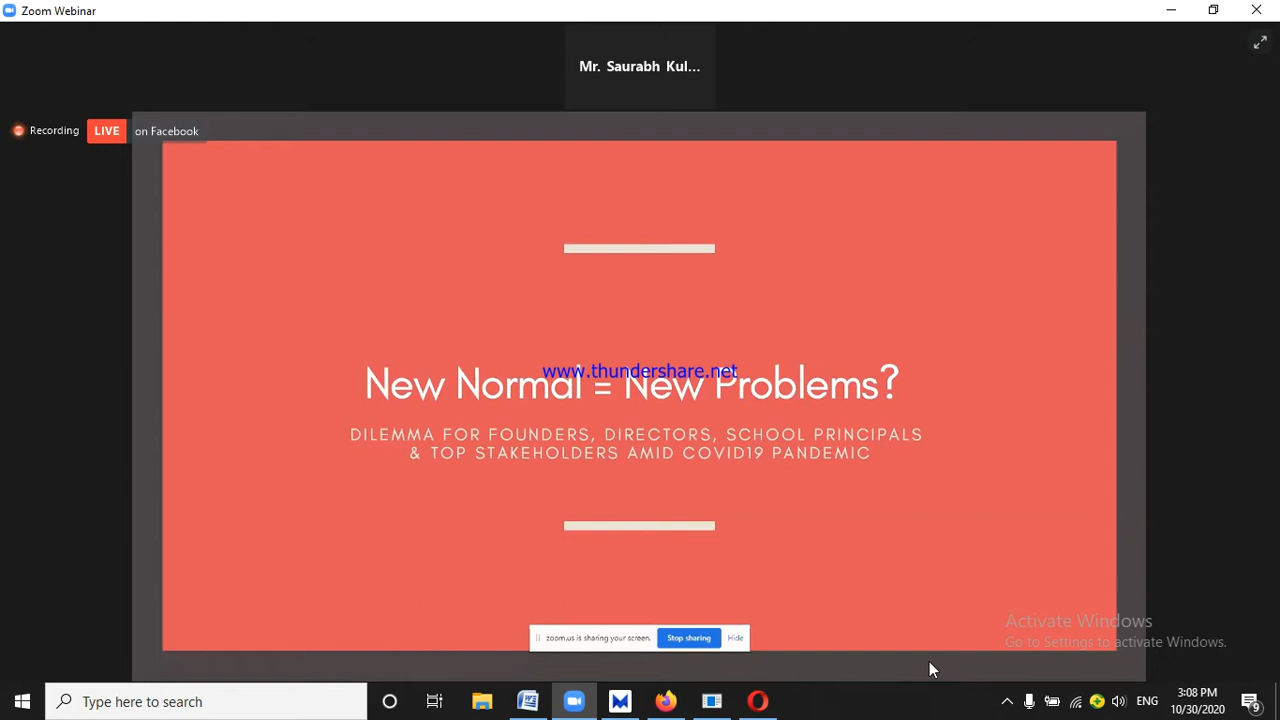 Zoom Webinar
Mr. Saurabh Kul...
Recording LIVE on Facebook
www.thundershare.net
New Normal = New Problems?
DILEMMA FOR FOUNDERS, DIRECTORS, SCHOOL PRINCIPALS
& TOP STAKEHOLDERS AMID COVID19 PANDEMIC
zoom.us is sharing your screen. Stop sharing Hide
Activate Windows
Go to Settings to activate Windows.
Type here to search
ENG
3:08 PM
10/30/2020
9